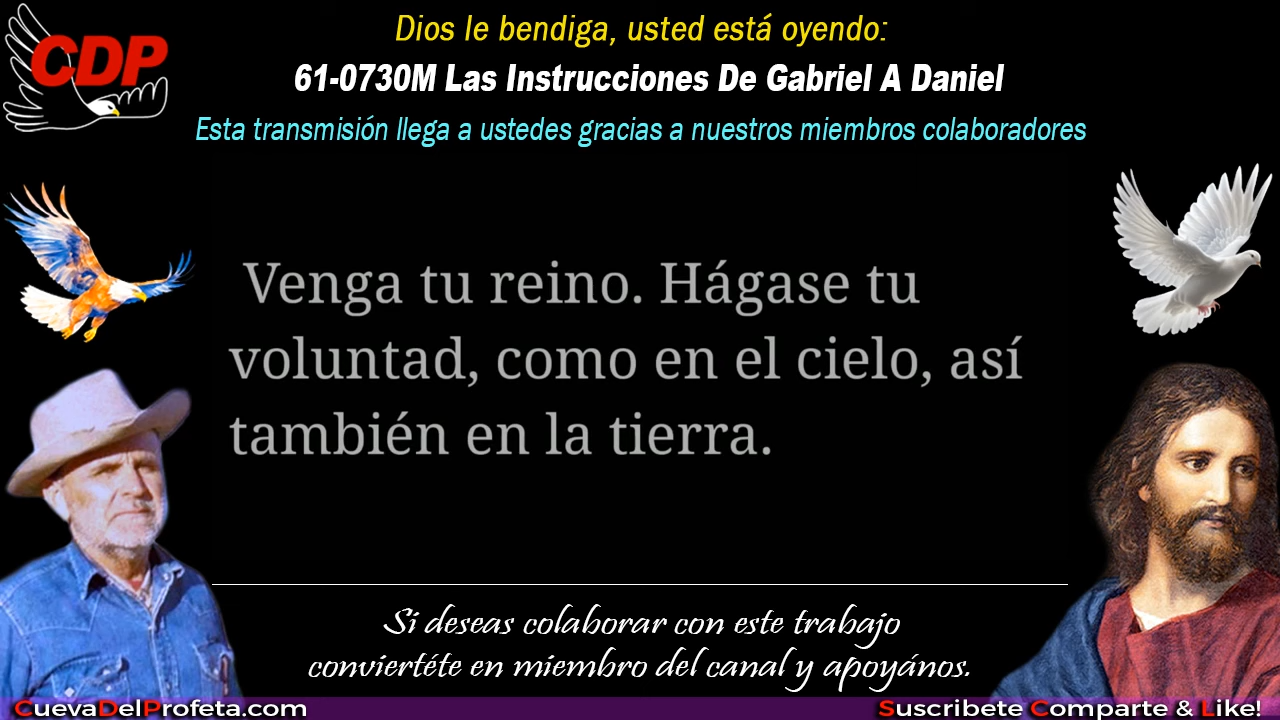 CDP
Dios le bendiga, usted está oyendo:
61-0730M Las Instrucciones De Gabriel A Daniel
Esta transmisión llega a ustedes gracias a nuestros miembros colaboradores
Venga tu reino. Hágase tu
voluntad, como en el cielo, así
también en la tierra.
Si deseas colaborar con este trabajo
conviertéte en miembro del canal y apoyános.
CuevaDelProfeta.com
Suscribete Comparte & Like!